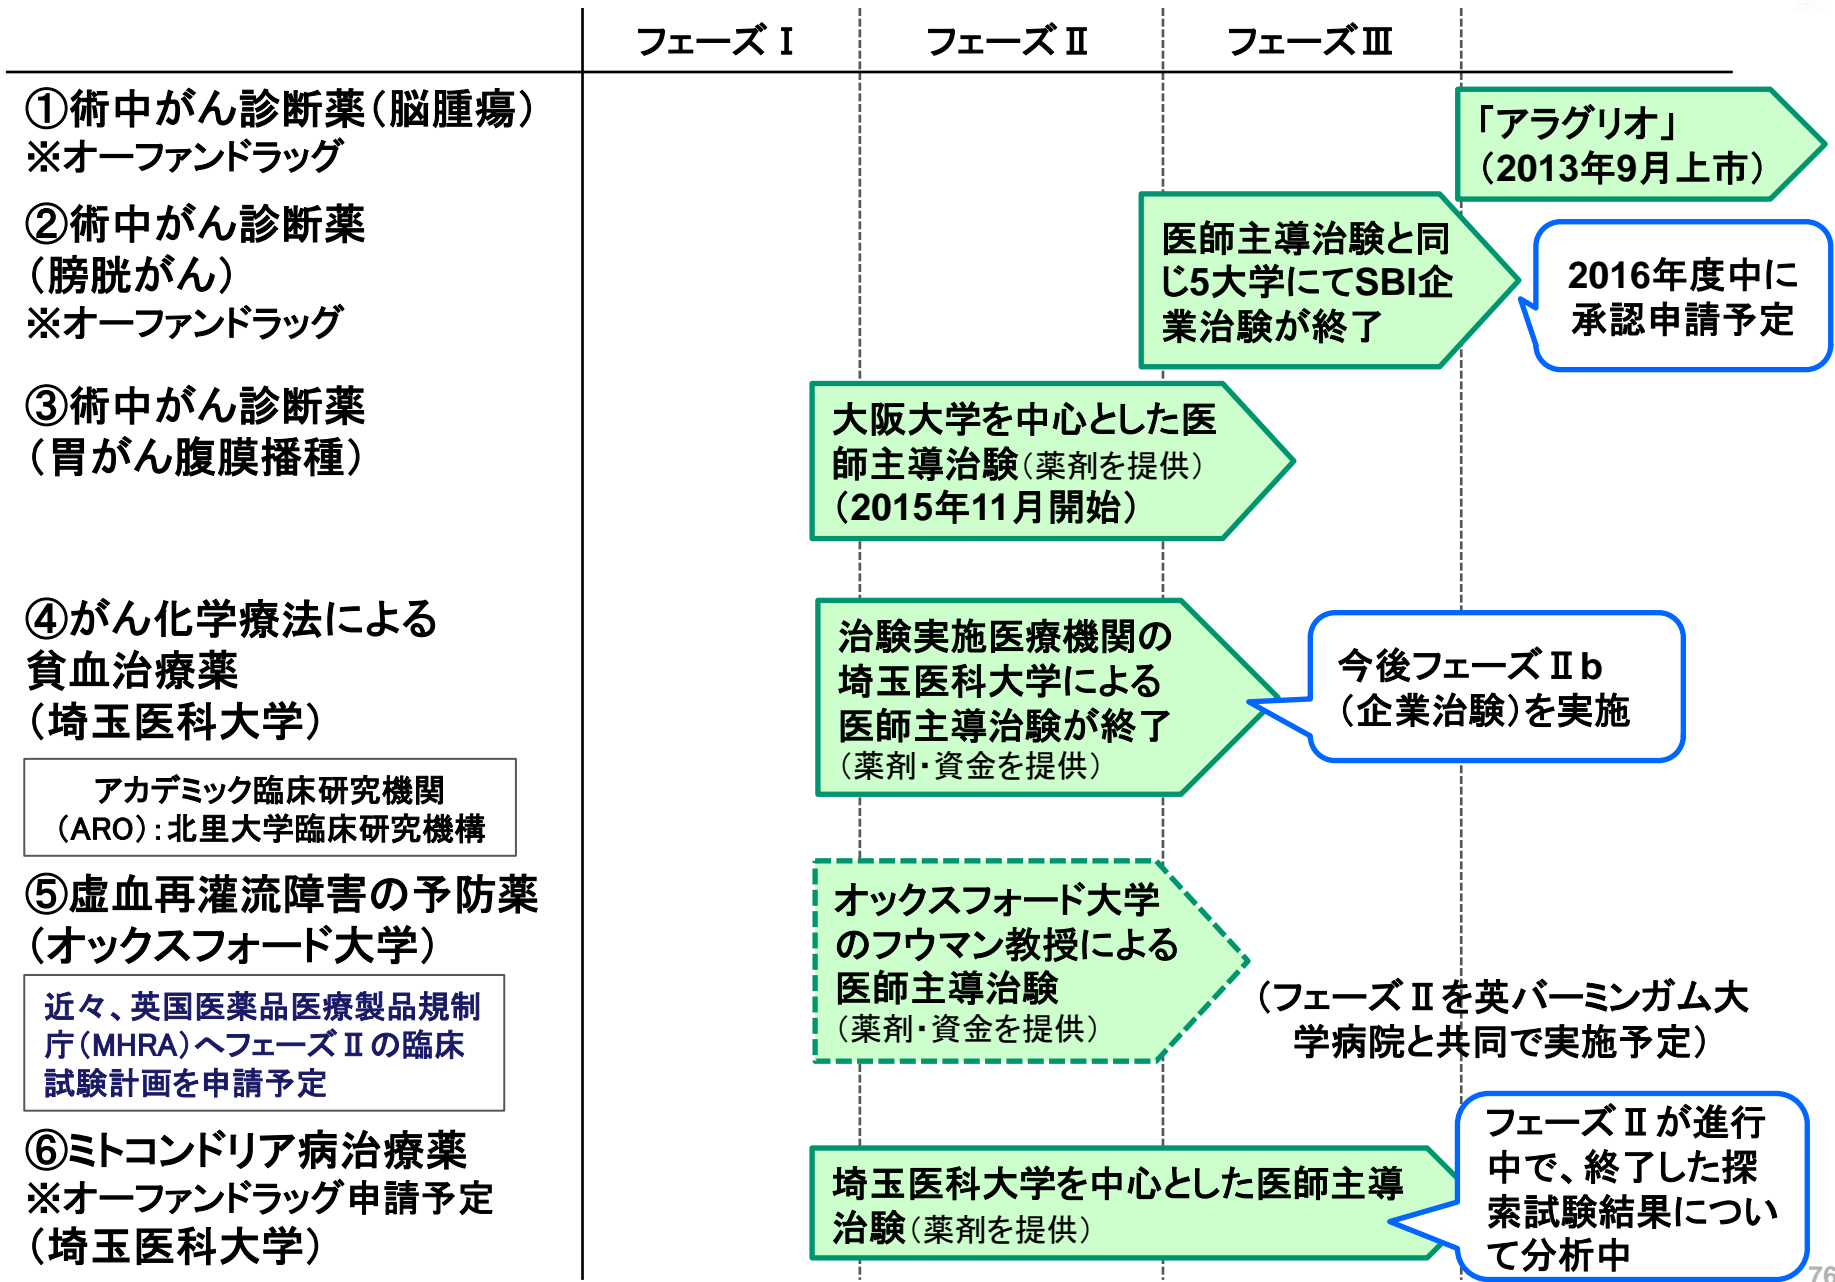 フェーズⅠ
フェーズⅡ
フェーズⅢ
①術中がん診断薬（脳腫瘍）
※オーファンドラッグ
「アラグリオ」
（2013年9月上市）
②術中がん診断薬
（膀胱がん）
※オーファンドラッグ
医師主導治験と同
じ5大学にてSBI企
業治験が終了
2016年度中に
承認申請予定
③術中がん診断薬
（胃がん腹膜播種）
大阪大学を中心とした医
師主導治験（薬剤を提供）
（2015年11月開始）
④がん化学療法による
貧血治療薬
（埼玉医科大学）
アカデミック臨床研究機関
（ARO）：北里大学臨床研究機構
治験実施医療機関の
埼玉医科大学による
医師主導治験が終了
（薬剤・資金を提供）
今後フェーズⅡb
（企業治験）を実施
⑤虚血再灌流障害の予防薬
（オックスフォード大学）
近々、英国医薬品医療製品規制
庁（MHRA）へフェーズⅡの臨床
試験計画を申請予定
オックスフォード大学
のフウマン教授による
医師主導治験
（薬剤・資金を提供）
（フェーズⅡを英バーミンガム大
学病院と共同で実施予定）
⑥ミトコンドリア病治療薬
※オーファンドラッグ申請予定
（埼玉医科大学）
埼玉医科大学を中心とした医師主導
治験（薬剤を提供）
フェーズⅡが進行
中で、終了した探
索試験結果につい
て分析中
76